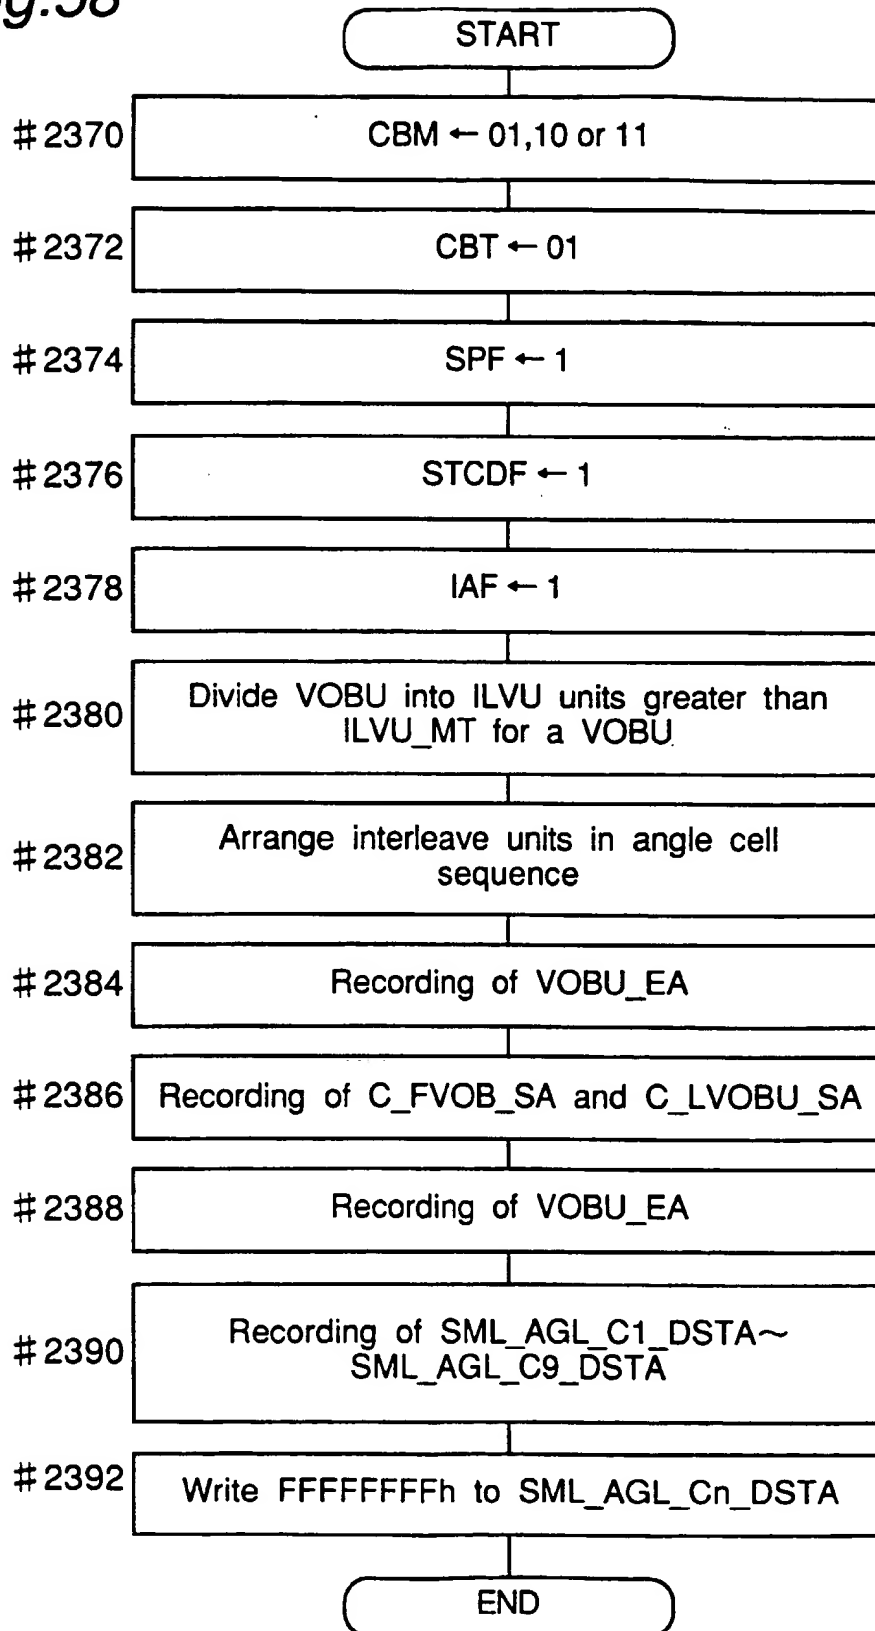 g.58
START
#2370 CBM ← 01,10 or 11
#2372 CBT ← 01
#2374 SPF ← 1
#2376 STCDF ← 1
#2378 IAF ← 1
#2380 Divide VOBU into ILVU units greater than
ILVU_MT for a VOBU
#2382 Arrange interleave units in angle cell
sequence
#2384 Recording of VOBU_EA
#2386 Recording of C_FVOB_SA and C_LVOBU_SA
#2388 Recording of VOBU_EA
#2390 Recording of SML_AGL_C1_DSTA~
SML_AGL_C9_DSTA
#2392 Write FFFFFFFFh to SML_AGL_Cn_DSTA
END